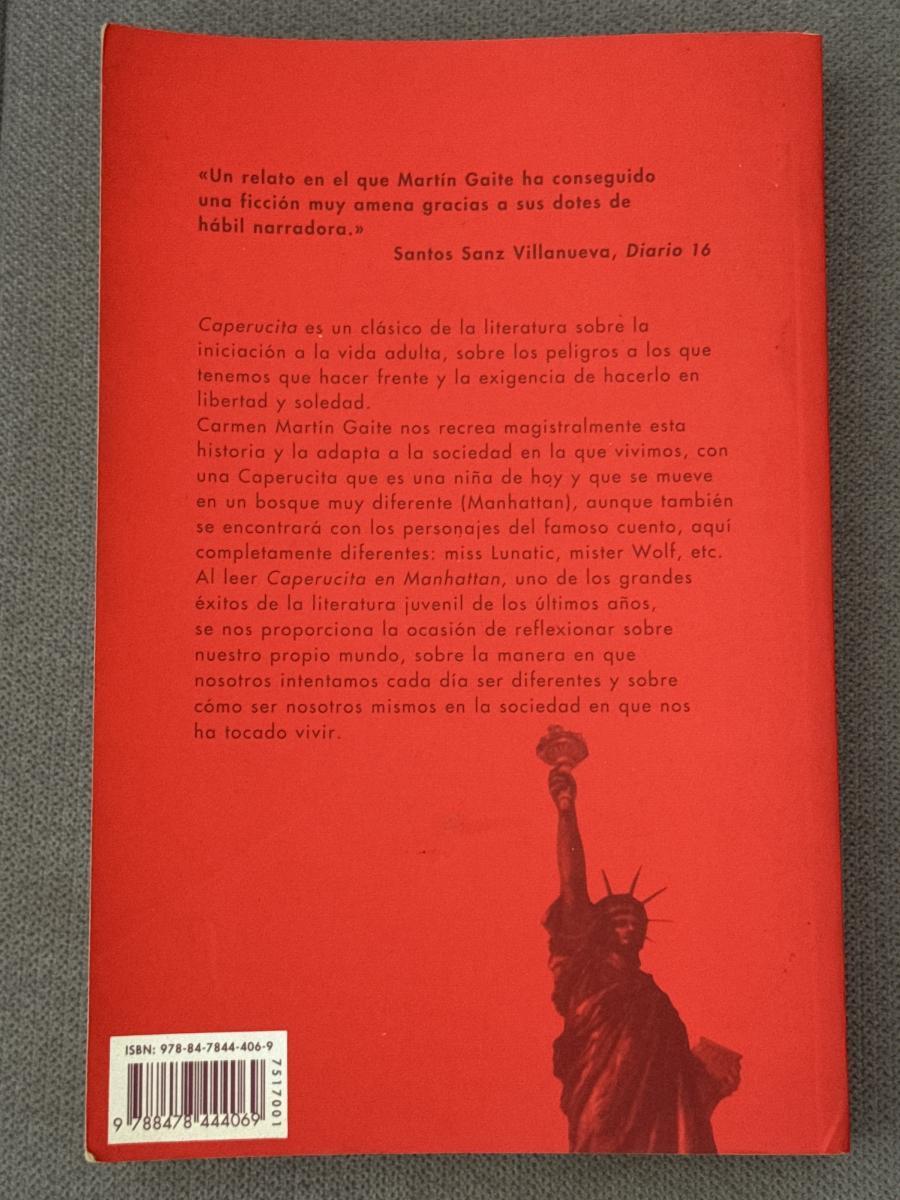 «Un relato en el que Martín Gaite ha conseguido
una ficción muy amena gracias a sus dotes de
hábil narradora.»
Santos Sanz Villanueva, Diario 16
Caperucita es un clásico de la literatura sobre la
iniciación a la vida adulta, sobre los peligros a los que
tenemos que hacer frente y la exigencia de hacerlo en
libertad y soledad.
Carmen Martín Gaite nos recrea magistralmente esta
historia y la adapta a la sociedad en la que vivimos, con
una Caperucita que es una niña de hoy y que se mueve
en un bosque muy diferente (Manhattan), aunque también
se encontrará con los personajes del famoso cuento, aquí
completamente diferentes: miss Lunatic, mister Wolf, etc.
Al leer Caperucita en Manhattan, uno de los grandes
éxitos de la literatura juvenil de los últimos años,
se nos proporciona la ocasión de reflexionar sobre
nuestro propio mundo, sobre la manera en que
nosotros intentamos cada día ser diferentes y sobre
cómo ser nosotros mismos en la sociedad en que nos
ha tocado vivir.
ISBN: 978-84-7844-406-9
9 788478 444069
7517001